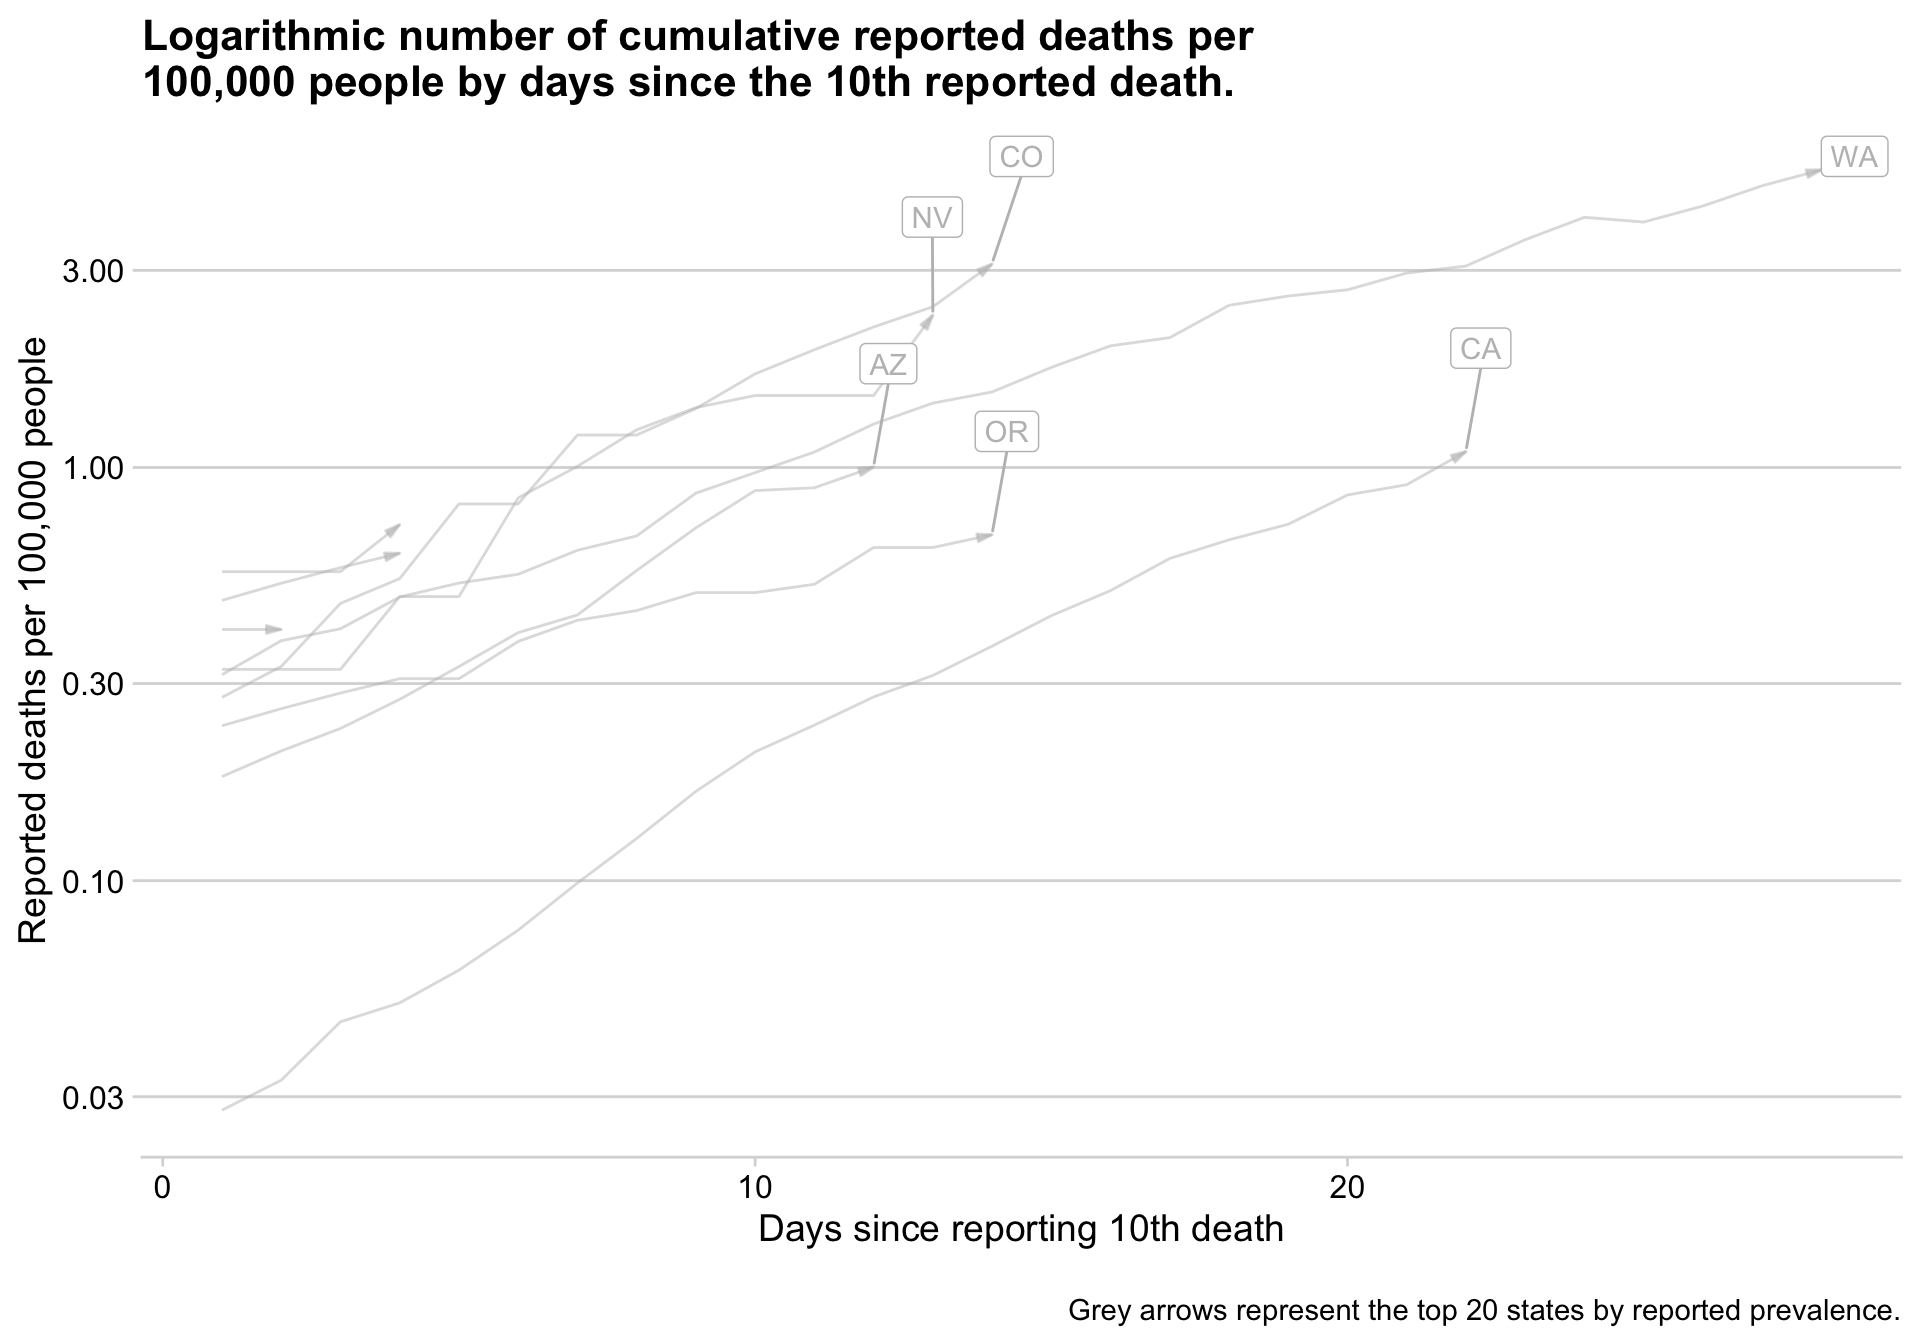 Logarithmic number of cumulative reported deaths per
100,000 people by days since the 10th reported death.
CO
WA
NV
3.00
CA
AZ
OR
1.00
0.30
0.10
0.03
Reported deaths per 100,000 people
0 10 20
Days since reporting 10th death
Grey arrows represent the top 20 states by reported prevalence.